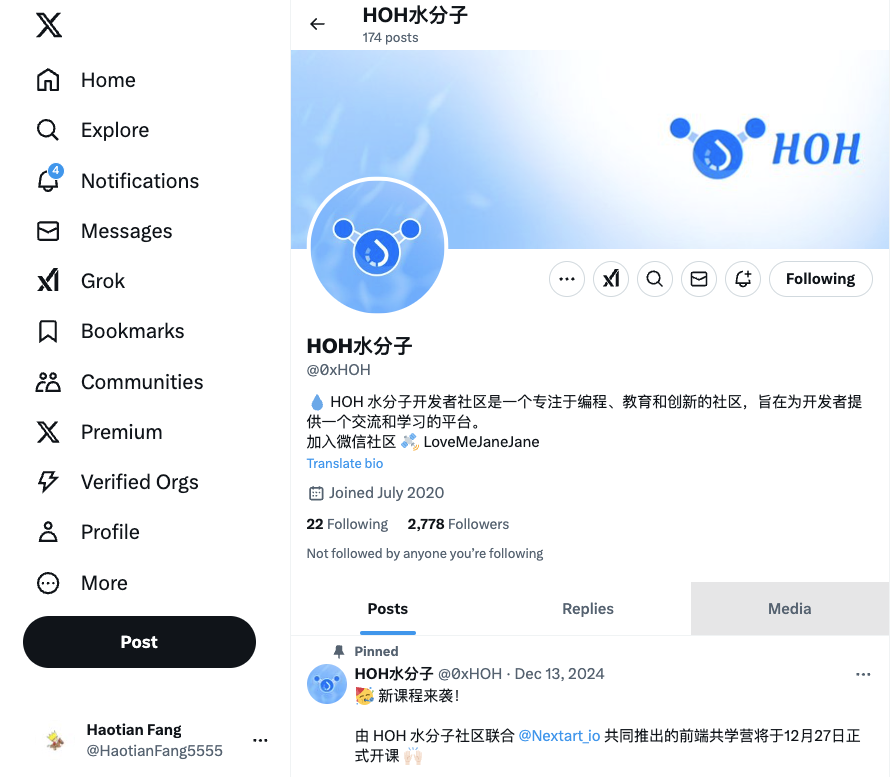 HOH水分子
174 posts
Home
Explore
4
Notifications
Messages
Grok
Bookmarks
Communities
Premium
Verified Orgs
Profile
More
Post
Haotian Fang
@HaotianFang5555
HOH
Following
HOH水分子
@0xHOH
HOH 水分子开发者社区是一个专注于编程、教育和创新的社区，旨在为开发者提
供一个交流和学习的平台。
加入微信社区 LoveMeJaneJane
Translate bio
Joined July 2020
22 Following 2,778 Followers
Not followed by anyone you're following
Posts Replies Media
Pinned
HOH水分子 @0xHOH · Dec 13, 2024
🥳 新课程来袭！
由 HOH 水分子社区联合 @Nextart_io 共同推出的前端共学营将于12月27日正
式开课 🙌🏻